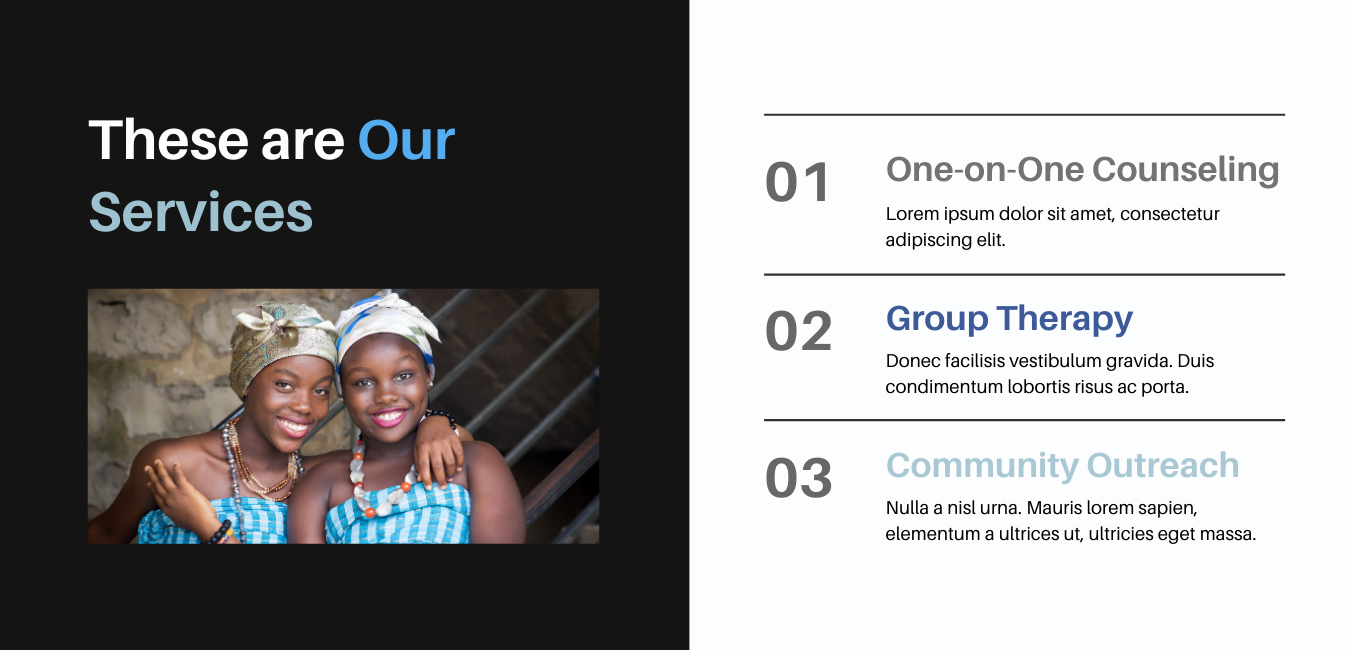 These are Our
Services
01
One-on-One Counseling
Lorem ipsum dolor sit amet, consectetur
adipiscing elit.
02
Group Therapy
Donec facilisis vestibulum gravida. Duis
condimentum lobortis risus ac porta.
03
Community Outreach
Nulla a nisl urna. Mauris lorem sapien,
elementum a ultrices ut, ultricies eget massa.